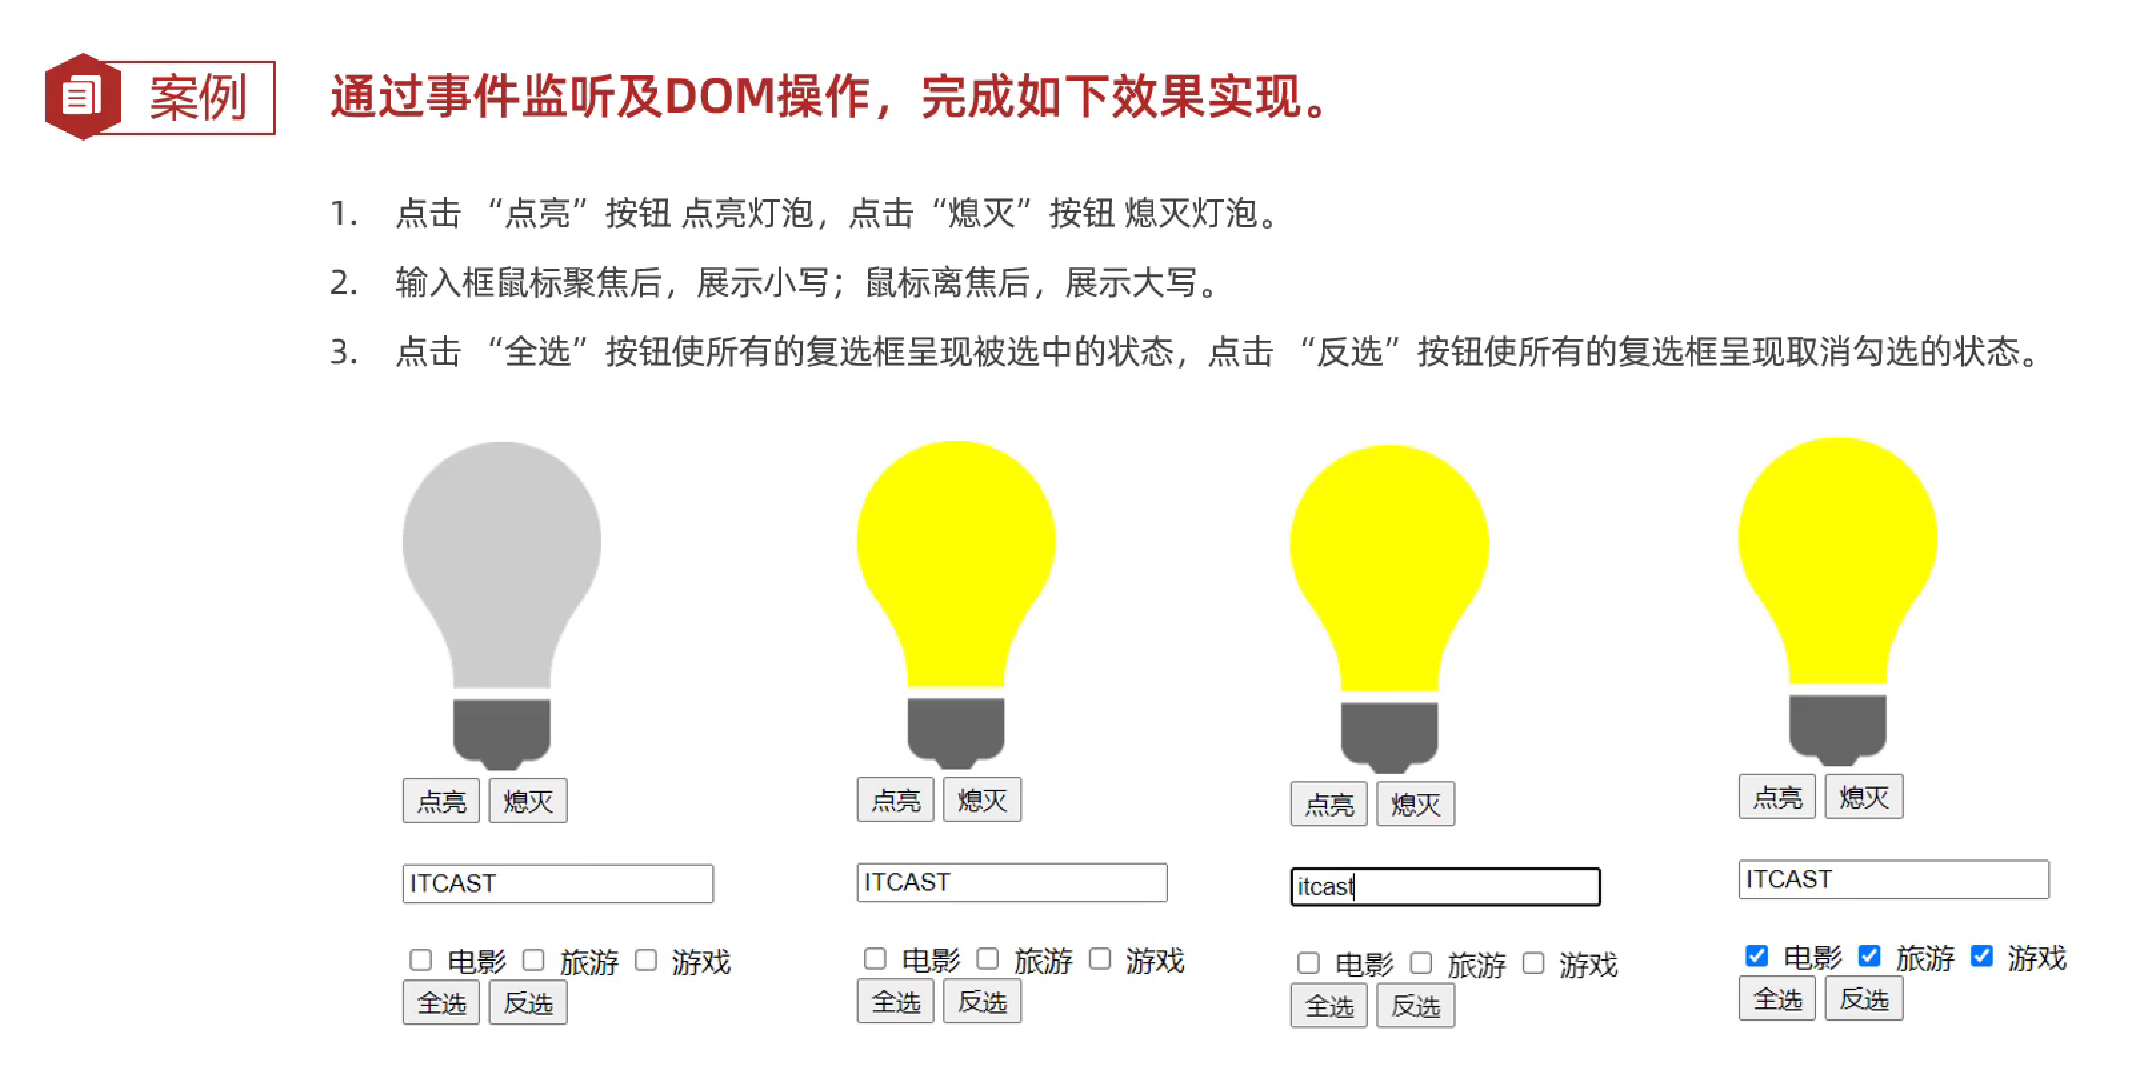 案例
通过事件监听及DOM操作，完成如下效果实现。
1. 点击 “点亮” 按钮 点亮灯泡，点击 “熄灭” 按钮 熄灭灯泡。
2. 输入框鼠标聚焦后，展示小写；鼠标离焦后，展示大写。
3. 点击 “全选” 按钮使所有的复选框呈现被选中的状态，点击 “反选” 按钮使所有的复选框呈现取消勾选的状态。
点亮 熄灭
ITCAST
电影 旅游 游戏
全选 反选
点亮 熄灭
ITCAST
电影 旅游 游戏
全选 反选
点亮 熄灭
itcast
电影 旅游 游戏
全选 反选
点亮 熄灭
ITCAST
电影 旅游 游戏
全选 反选